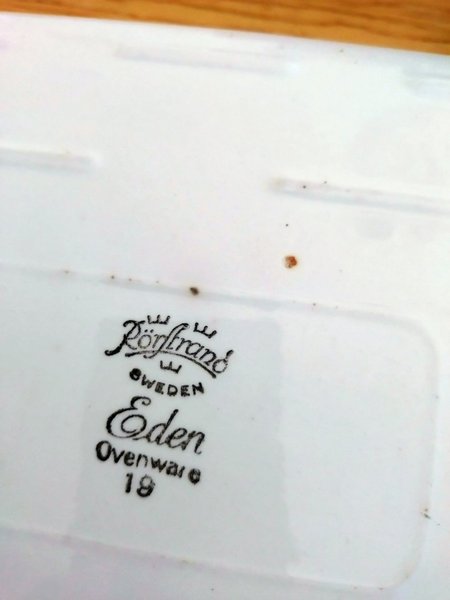 Rörstrand
SWEDEN
Eden
Ovenware
19